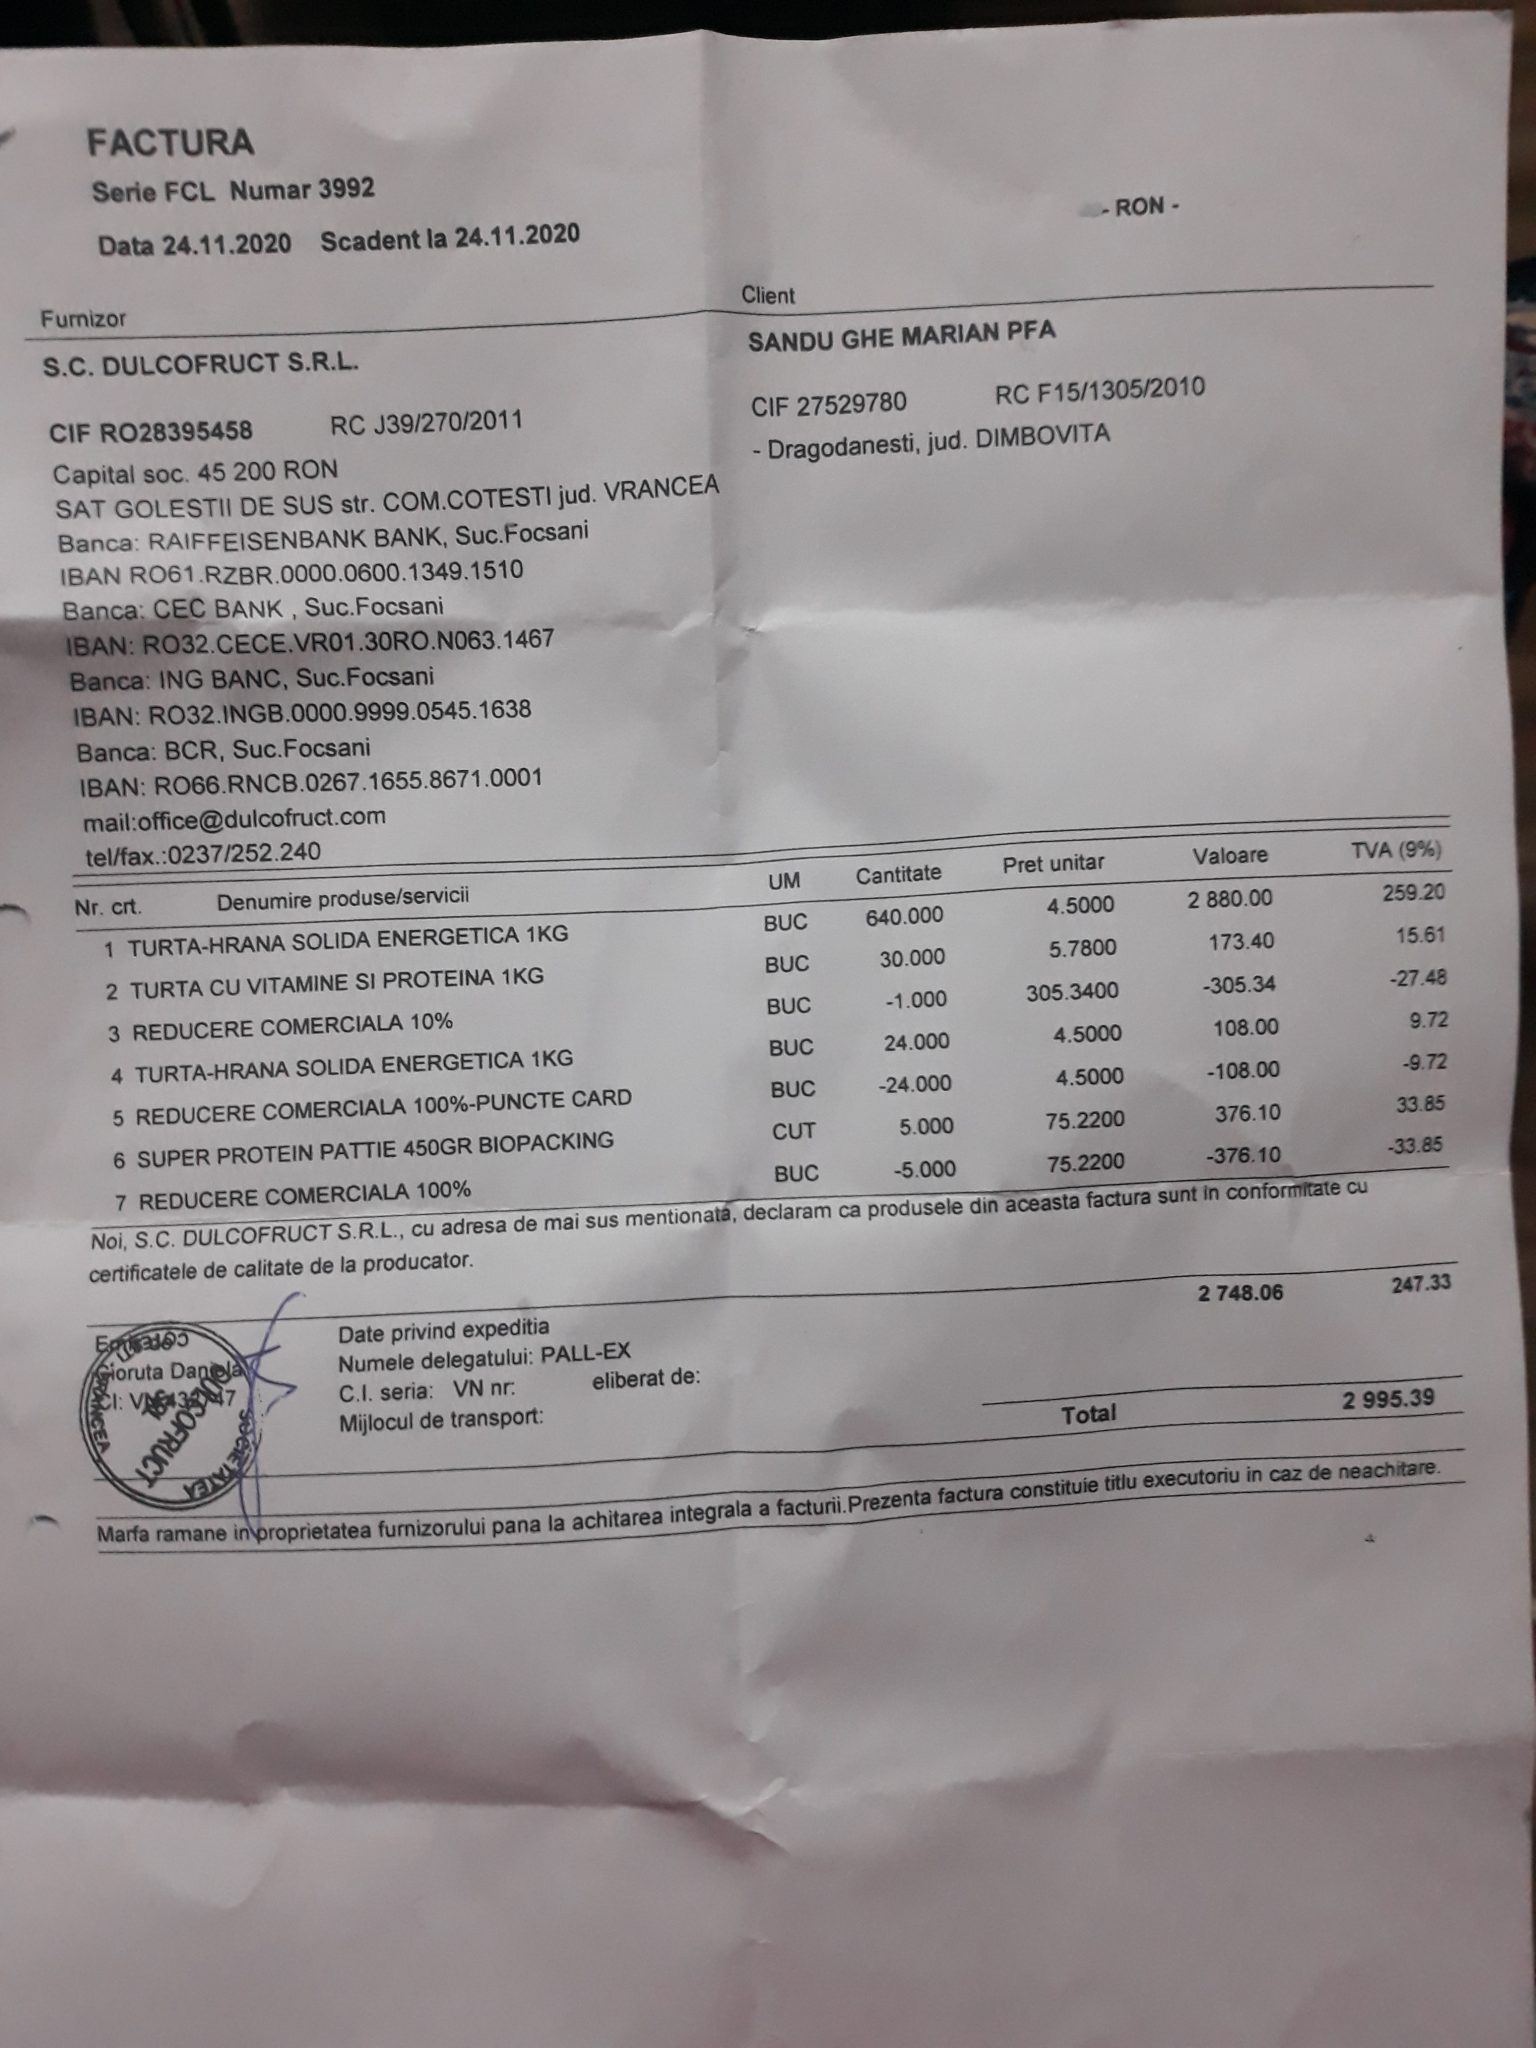 FACTURA
Serie FCL Numar 3992
- RON -
Data 24.11.2020 Scadent la 24.11.2020
Furnizor
Client
S.C. DULCOFRUCT S.R.L.
SANDU GHE MARIAN PFA
CIF RO28395458 RC J39/270/2011
CIF 27529780 RC F15/1305/2010
- Dragodanesti, jud. DIMBOVITA
Capital soc. 45 200 RON
SAT GOLESTII DE SUS str. COM.COTESTI jud. VRANCEA
Banca: RAIFFEISENBANK BANK, Suc.Focsani
IBAN RO61.RZBR.0000.0600.1349.1510
Banca: CEC BANK , Suc.Focsani
IBAN: RO32.CECE.VR01.30RO.N063.1467
Banca: ING BANC, Suc.Focsani
IBAN: RO32.INGB.0000.9999.0545.1638
Banca: BCR, Suc.Focsani
IBAN: RO66.RNCB.0267.1655.8671.0001
mail:office@dulcofruct.com
tel/fax.:0237/252.240
Nr. crt. Denumire produse/servicii UM Cantitate Pret unitar Valoare TVA (9%)
1 TURTA-HRANA SOLIDA ENERGETICA 1KG BUC 640.000 4.5000 2 880.00 259.20
2 TURTA CU VITAMINE SI PROTEINA 1KG BUC 30.000 5.7800 173.40 15.61
3 REDUCERE COMERCIALA 10% BUC -1.000 305.3400 -305.34 -27.48
4 TURTA-HRANA SOLIDA ENERGETICA 1KG BUC 24.000 4.5000 108.00 9.72
5 REDUCERE COMERCIALA 100%-PUNCTE CARD BUC -24.000 4.5000 -108.00 -9.72
6 SUPER PROTEIN PATTIE 450GR BIOPACKING CUT 5.000 75.2200 376.10 33.85
7 REDUCERE COMERCIALA 100% BUC -5.000 75.2200 -376.10 -33.85
Noi, S.C. DULCOFRUCT S.R.L., cu adresa de mai sus mentionata, declaram ca produsele din aceasta factura sunt in conformitate cu
certificatele de calitate de la producator.
2 748.06 247.33
Date privind expeditia
Numele delegatului: PALL-EX
C.I. seria: VN nr: eliberat de:
Mijlocul de transport:
Daniela
SOCIETATEA
DULCOFRUCT
SRL
COTESTI
VRANCEA
Total 2 995.39
Marfa ramane in proprietatea furnizorului pana la achitarea integrala a facturii.Prezenta factura constituie titlu executoriu in caz de neachitare.